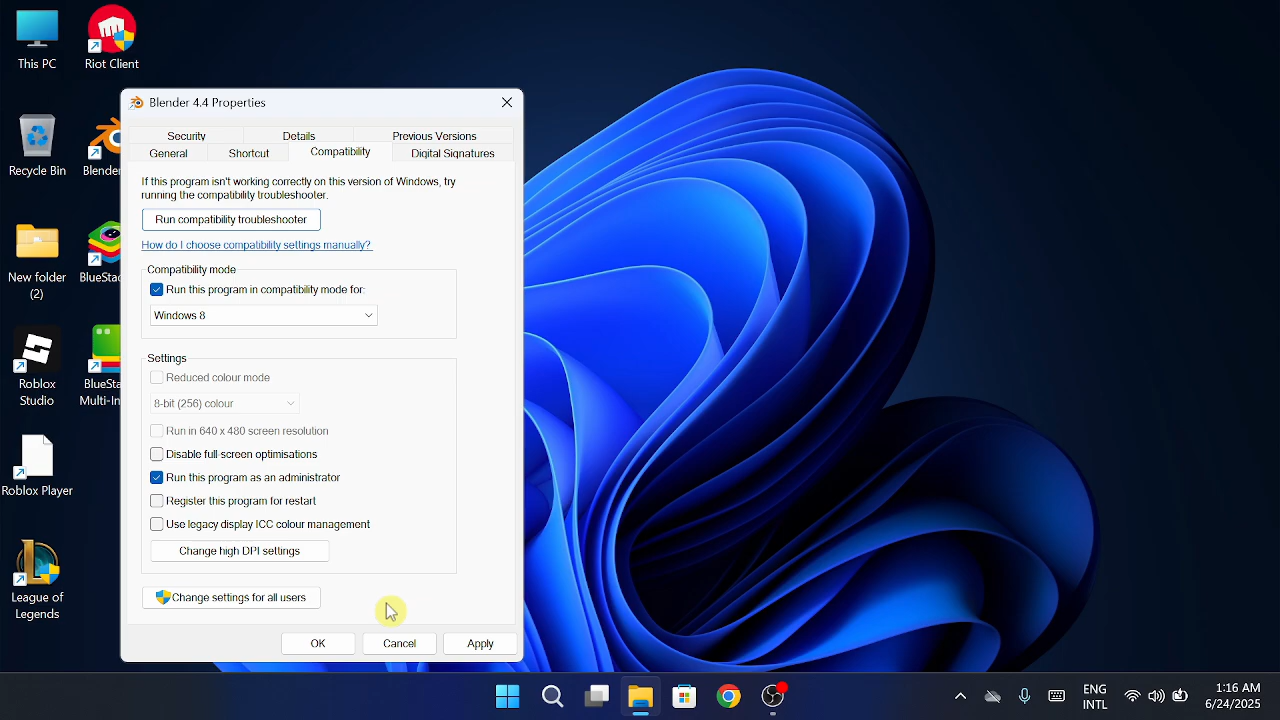 This PC
Riot Client
Recycle Bin
Blender
New folder
(2)
BlueStac
Roblox
Studio
BlueSta
Multi-In
Roblox Player
League of
Legends
Blender 4.4 Properties
Security
Details
Previous Versions
General
Shortcut
Compatibility
Digital Signatures
If this program isn't working correctly on this version of Windows, try
running the compatibility troubleshooter.
Run compatibility troubleshooter
How do I choose compatibility settings manually?
Compatibility mode
Run this program in compatibility mode for:
Windows 8
Settings
Reduced colour mode
8-bit (256) colour
Run in 640 x 480 screen resolution
Disable full-screen optimisations
Run this program as an administrator
Register this program for restart
Use legacy display ICC colour management
Change high DPI settings
Change settings for all users
OK
Cancel
Apply
ENG
INTL
1:16 AM
6/24/2025